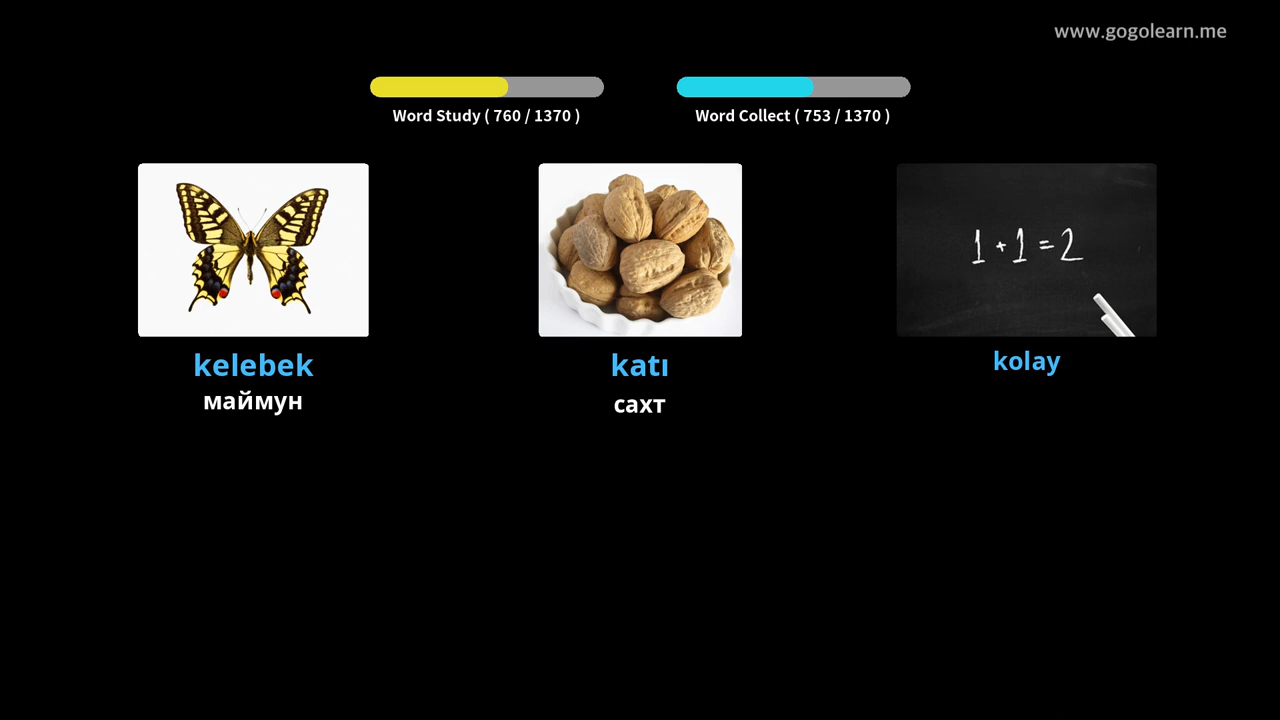 www.gogolearn.me
Word Study ( 760 / 1370 )
Word Collect ( 753 / 1370 )
1 + 1 = 2
kelebek
маймун
katı
сахт
kolay